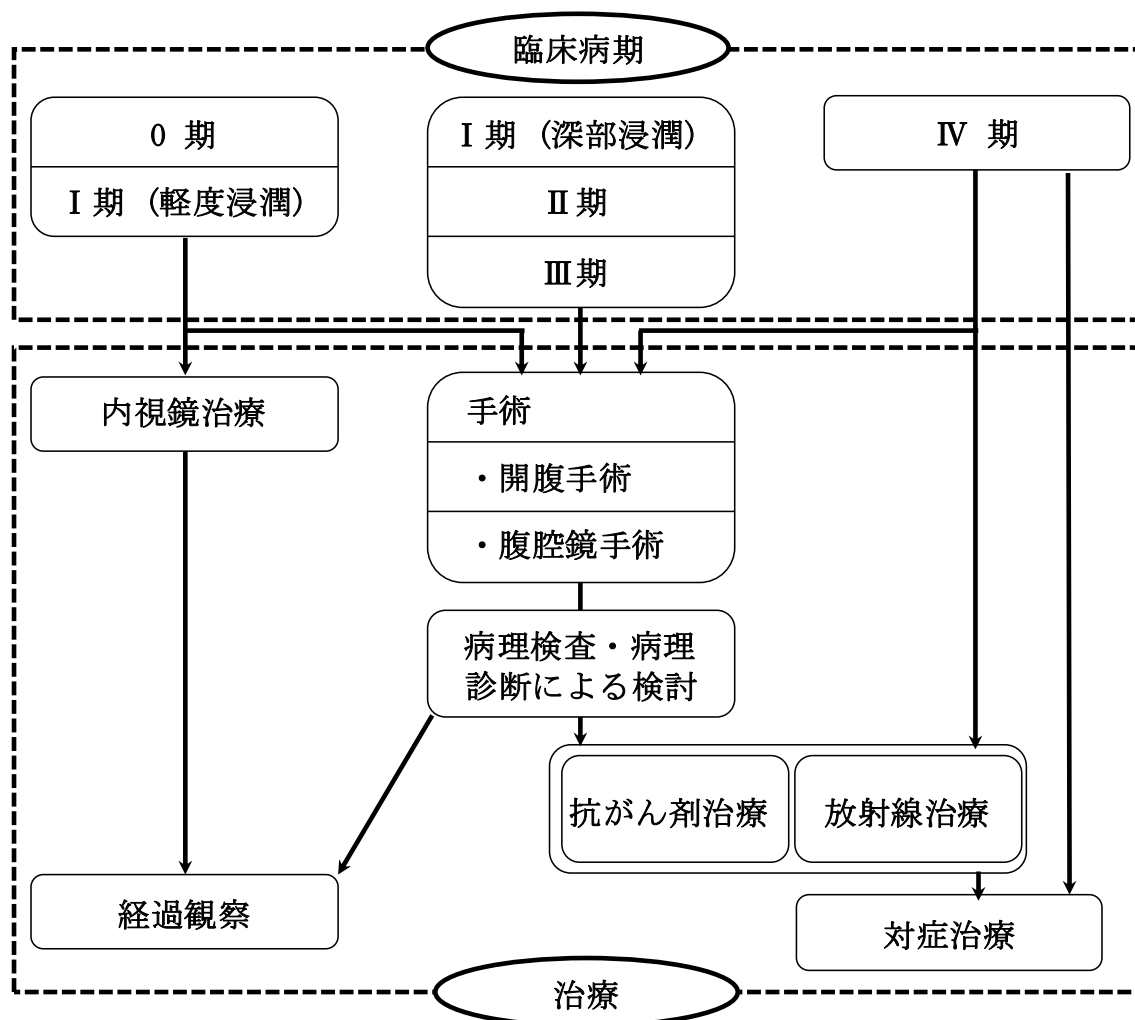 臨床病期
0 期
Ⅰ期（軽度浸潤）
Ⅰ期（深部浸潤）
Ⅱ期
Ⅲ期
Ⅳ 期
内視鏡治療
手術
・開腹手術
・腹腔鏡手術
病理検査・病理
診断による検討
抗がん剤治療
放射線治療
経過観察
対症治療
治療